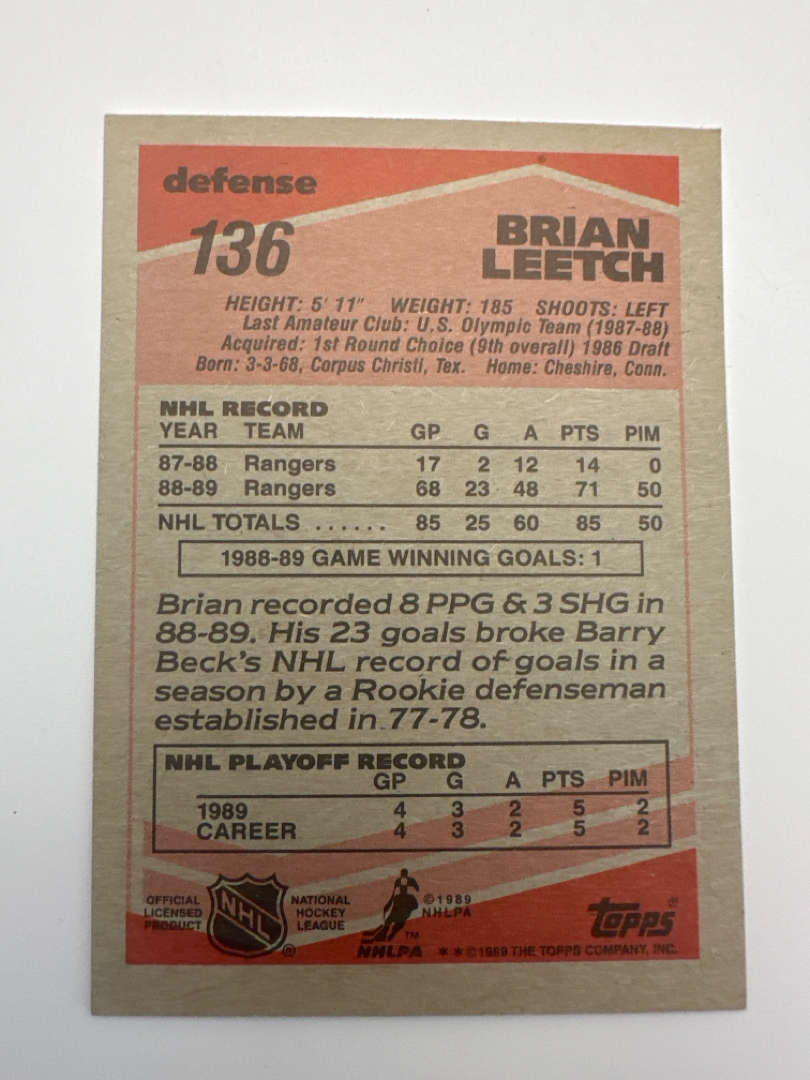 defense
136
BRIAN
LEETCH
HEIGHT: 5' 11" WEIGHT: 185 SHOOTS: LEFT
Last Amateur Club: U.S. Olympic Team (1987-88)
Acquired: 1st Round Choice (9th overall) 1986 Draft
Born: 3-3-68, Corpus Christi, Tex. Home: Cheshire, Conn.
NHL RECORD
YEAR TEAM GP G A PTS PIM
87-88 Rangers 17 2 12 14 0
88-89 Rangers 68 23 48 71 50
NHL TOTALS ...... 85 25 60 85 50
1988-89 GAME WINNING GOALS: 1
Brian recorded 8 PPG & 3 SHG in
88-89. His 23 goals broke Barry
Beck's NHL record of goals in a
season by a Rookie defenseman
established in 77-78.
NHL PLAYOFF RECORD
GP G A PTS PIM
1989 4 3 2 5 2
CAREER 4 3 2 5 2
OFFICIAL
LICENSED
PRODUCT
NHL
®
NATIONAL
HOCKEY
LEAGUE
©1989
NHLPA
TM
NHLPA
Topps®
**©1989 THE TOPPS COMPANY, INC.